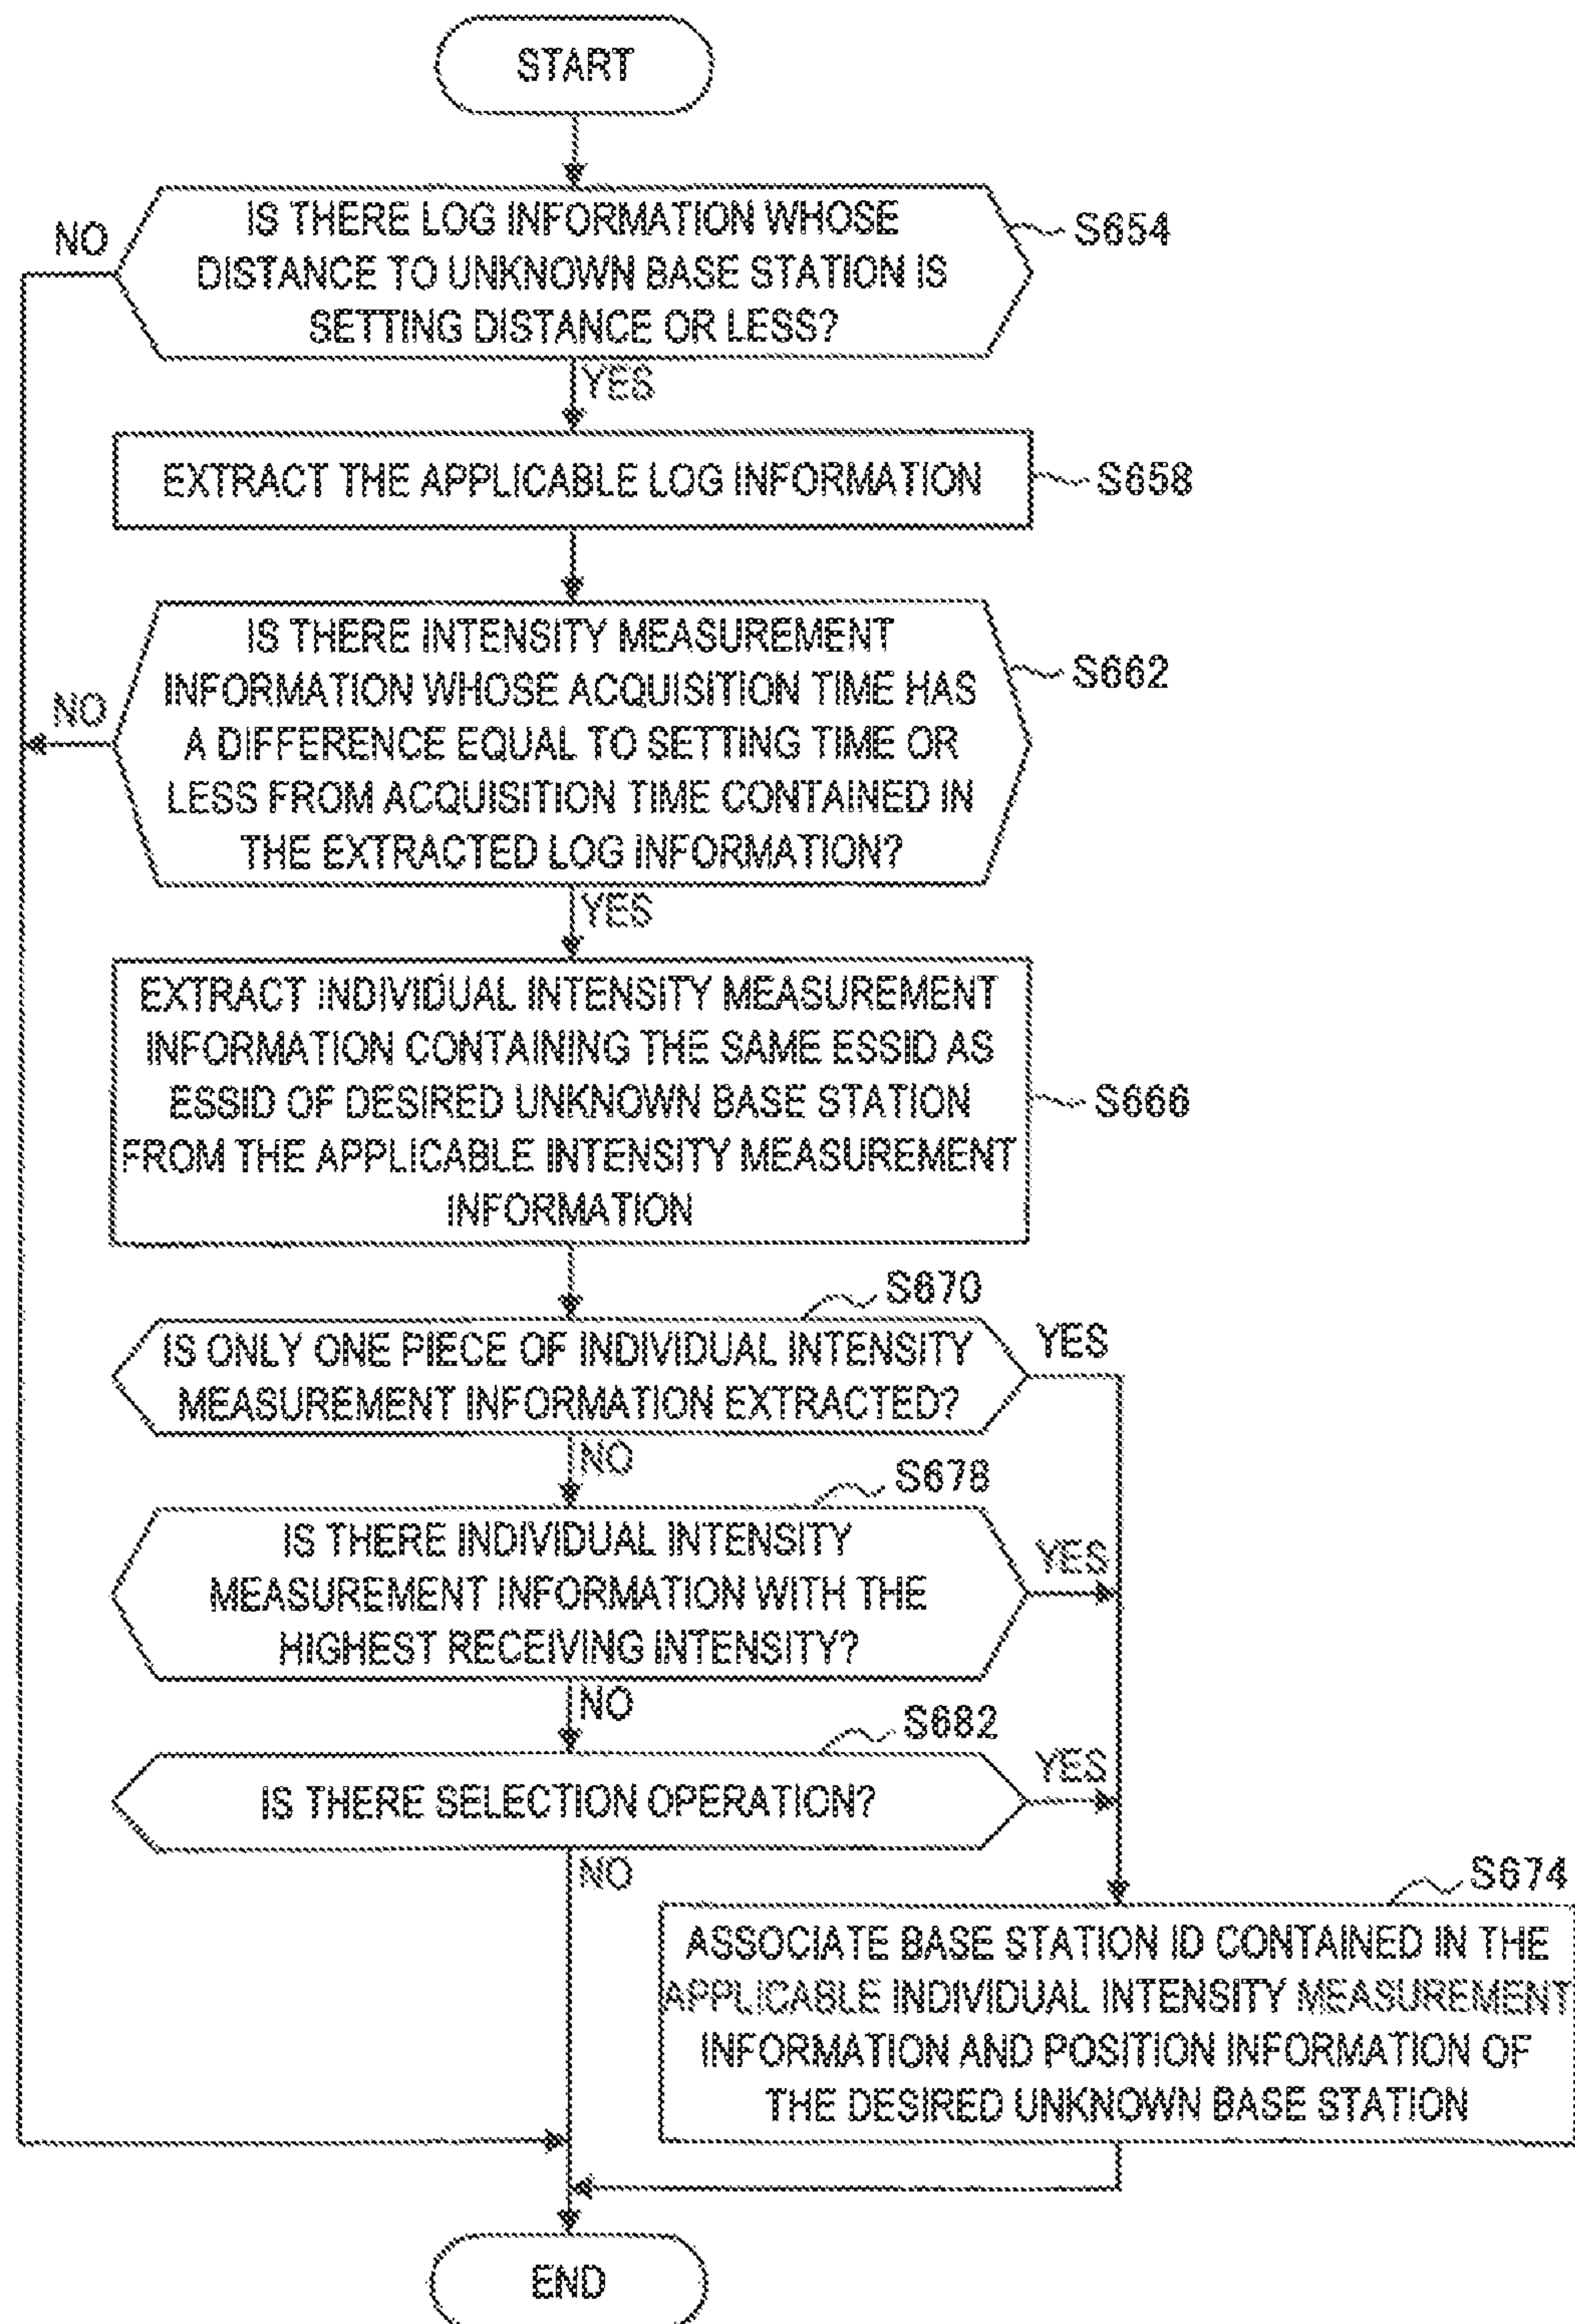 START
IS THERE LOG INFORMATION WHOSE
DISTANCE TO UNKNOWN BASE STATION IS
SETTING DISTANCE OR LESS?
S654
NO
YES
EXTRACT THE APPLICABLE LOG INFORMATION
S658
IS THERE INTENSITY MEASUREMENT
INFORMATION WHOSE ACQUISITION TIME HAS
A DIFFERENCE EQUAL TO SETTING TIME OR
LESS FROM ACQUISITION TIME CONTAINED IN
THE EXTRACTED LOG INFORMATION?
S662
NO
YES
EXTRACT INDIVIDUAL INTENSITY MEASUREMENT
INFORMATION CONTAINING THE SAME ESSID AS
ESSID OF DESIRED UNKNOWN BASE STATION
FROM THE APPLICABLE INTENSITY MEASUREMENT
INFORMATION
S666
S670
IS ONLY ONE PIECE OF INDIVIDUAL INTENSITY
MEASUREMENT INFORMATION EXTRACTED?
YES
NO
S678
IS THERE INDIVIDUAL INTENSITY
MEASUREMENT INFORMATION WITH THE
HIGHEST RECEIVING INTENSITY?
YES
NO
S682
IS THERE SELECTION OPERATION?
YES
NO
S674
ASSOCIATE BASE STATION ID CONTAINED IN THE
APPLICABLE INDIVIDUAL INTENSITY MEASUREMENT
INFORMATION AND POSITION INFORMATION OF
THE DESIRED UNKNOWN BASE STATION
END